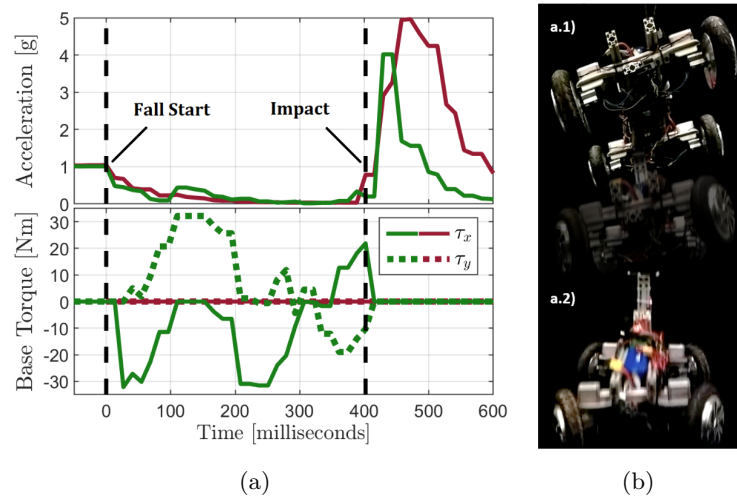 5
4
3
2
1
0
Acceleration [g]
Fall Start
Impact
30
20
10
0
-10
-20
-30
Base Torque [Nm]
τx
τy
0 100 200 300 400 500 600
Time [milliseconds]
(a)
a.1)
a.2)
(b)